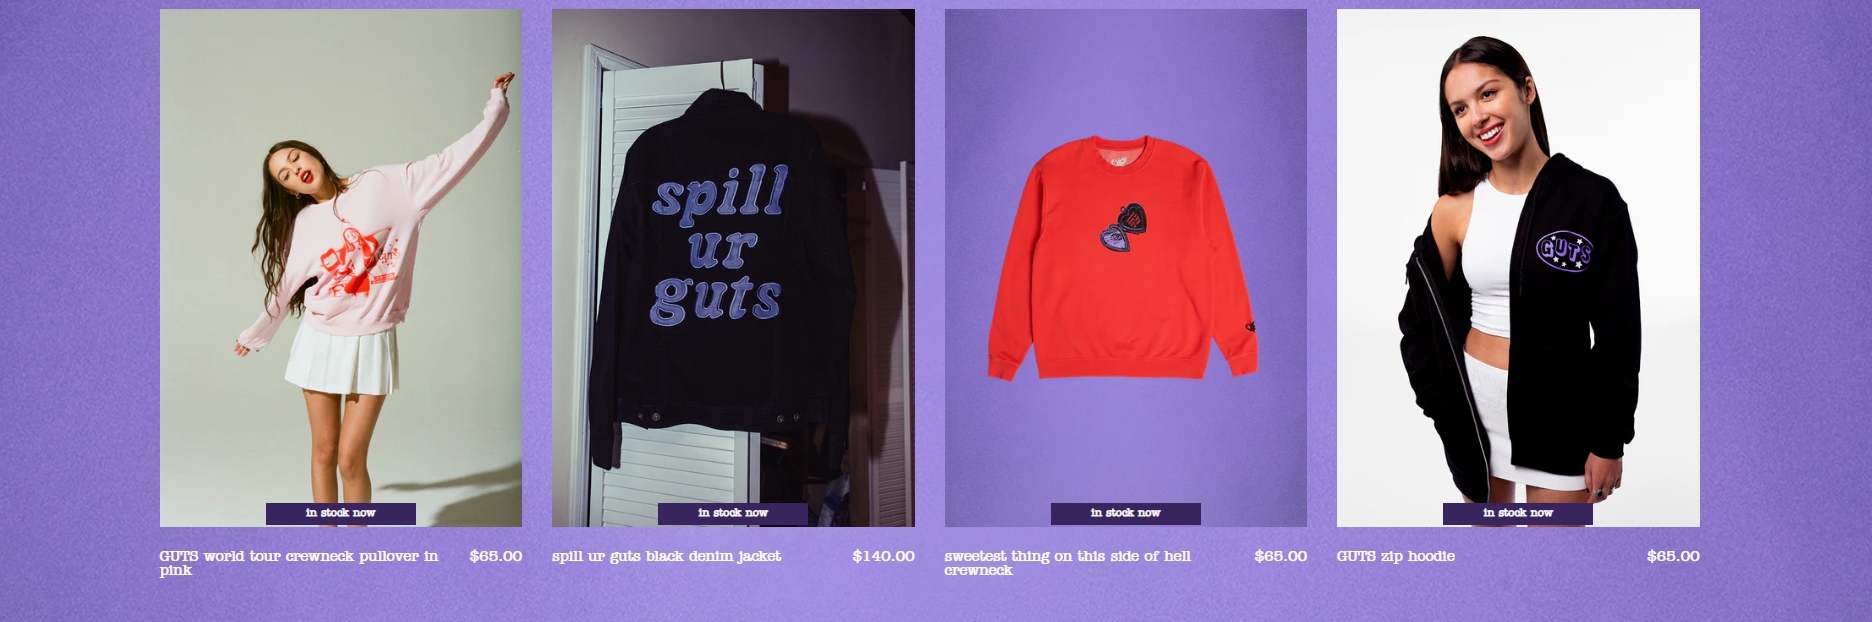 spill
ur
guts
GUTS
in stock now
in stock now
in stock now
in stock now
GUTS world tour crewneck pullover in
pink
$65.00
spill ur guts black denim jacket
$140.00
sweetest thing on this side of hell
crewneck
$65.00
GUTS zip hoodie
$65.00